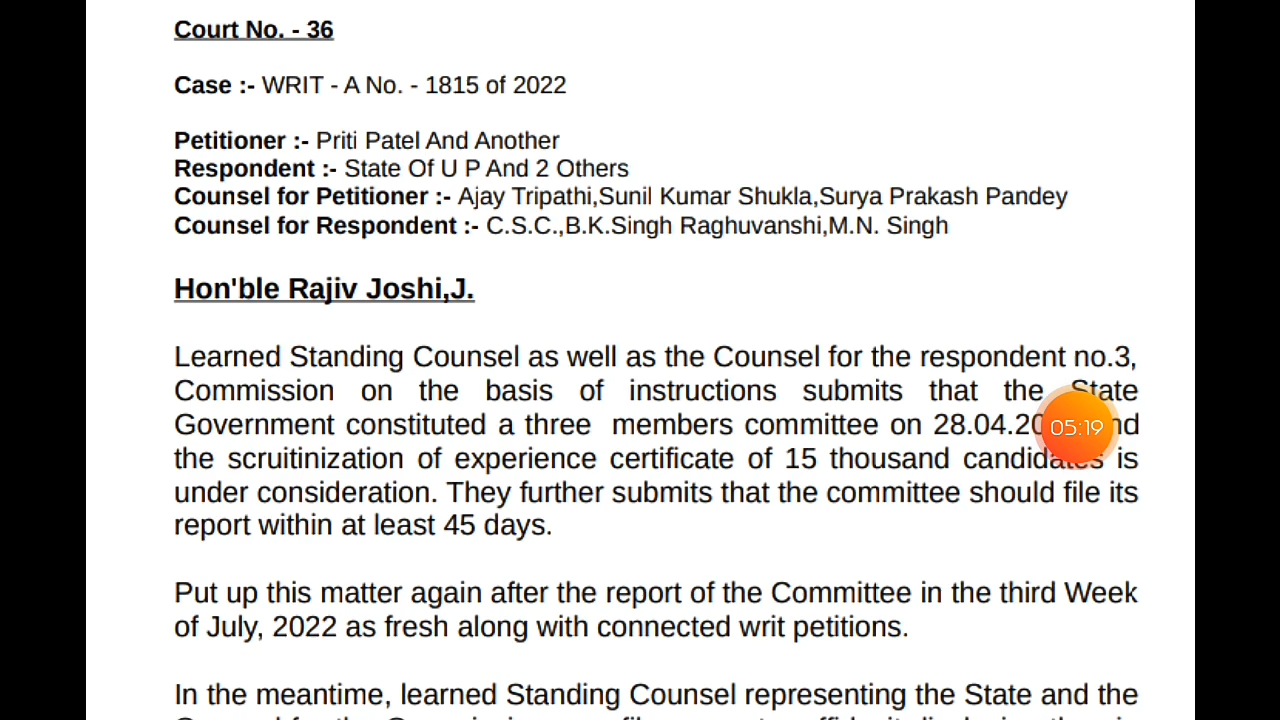 Court No. - 36
Case :- WRIT - A No. - 1815 of 2022
Petitioner :- Priti Patel And Another
Respondent :- State Of U P And 2 Others
Counsel for Petitioner :- Ajay Tripathi,Sunil Kumar Shukla,Surya Prakash Pandey
Counsel for Respondent :- C.S.C.,B.K.Singh Raghuvanshi,M.N. Singh
Hon'ble Rajiv Joshi,J.
Learned Standing Counsel as well as the Counsel for the respondent no.3,
Commission on the basis of instructions submits that the State
Government constituted a three members committee on
05:19
the scruitinization of experience certificate of 15 thousand candidates is
under consideration. They further submits that the committee should file its
report within at least 45 days.
Put up this matter again after the report of the Committee in the third Week
of July, 2022 as fresh along with connected writ petitions.
In the meantime, learned Standing Counsel representing the State and the